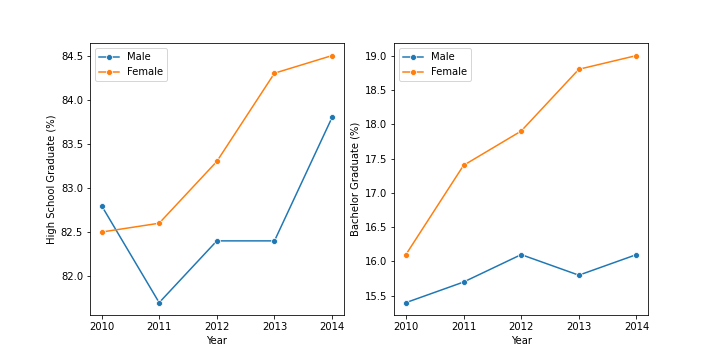 Male
Female
84.5
84.0
83.5
83.0
82.5
82.0
High School Graduate (%)
2010 2011 2012 2013 2014
Year
Male
Female
19.0
18.5
18.0
17.5
17.0
16.5
16.0
15.5
Bachelor Graduate (%)
2010 2011 2012 2013 2014
Year